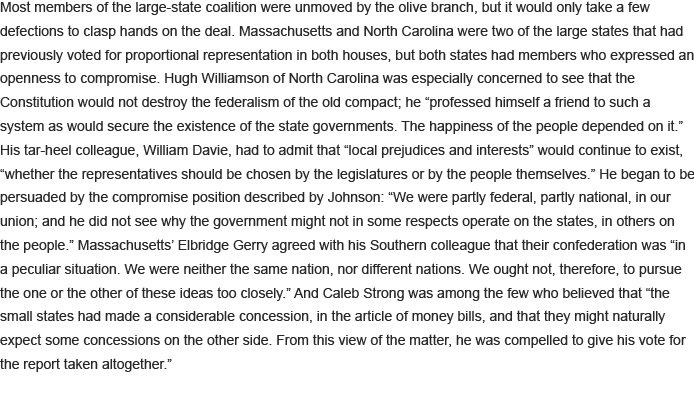 Most members of the large-state coalition were unmoved by the olive branch, but it would only take a few
defections to clasp hands on the deal. Massachusetts and North Carolina were two of the large states that had
previously voted for proportional representation in both houses, but both states had members who expressed an
openness to compromise. Hugh Williamson of North Carolina was especially concerned to see that the
Constitution would not destroy the federalism of the old compact; he “professed himself a friend to such a
system as would secure the existence of the state governments. The happiness of the people depended on it.”
His tar-heel colleague, William Davie, had to admit that “local prejudices and interests” would continue to exist,
“whether the representatives should be chosen by the legislatures or by the people themselves.” He began to be
persuaded by the compromise position described by Johnson: “We were partly federal, partly national, in our
union; and he did not see why the government might not in some respects operate on the states, in others on
the people.” Massachusetts’ Elbridge Gerry agreed with his Southern colleague that their confederation was “in
a peculiar situation. We were neither the same nation, nor different nations. We ought not, therefore, to pursue
the one or the other of these ideas too closely.” And Caleb Strong was among the few who believed that “the
small states had made a considerable concession, in the article of money bills, and that they might naturally
expect some concessions on the other side. From this view of the matter, he was compelled to give his vote for
the report taken altogether.”